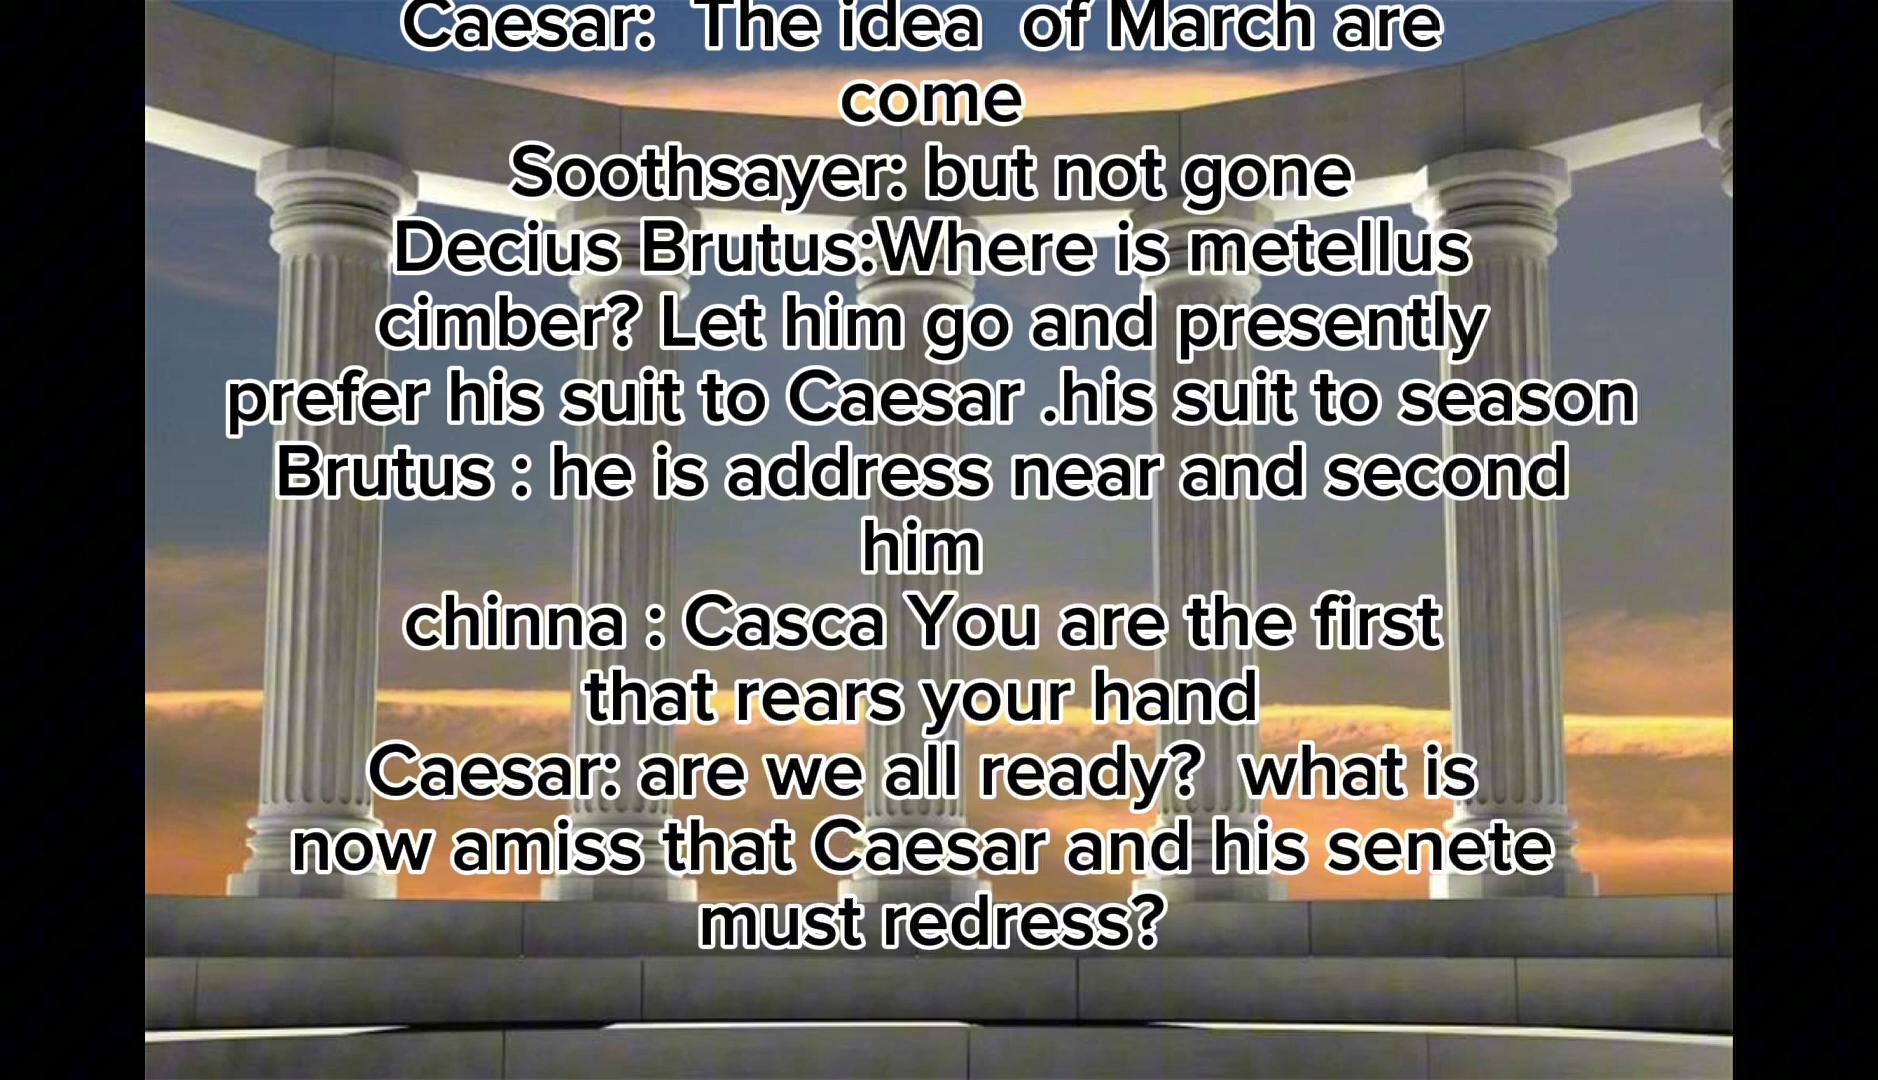 Caesar: The idea of March are
come
Soothsayer: but not gone
Decius Brutus:Where is metellus
cimber? Let him go and presently
prefer his suit to Caesar .his suit to season
Brutus : he is address near and second
him
chinna : Casca You are the first
that rears your hand
Caesar: are we all ready? what is
now amiss that Caesar and his senete
must redress?